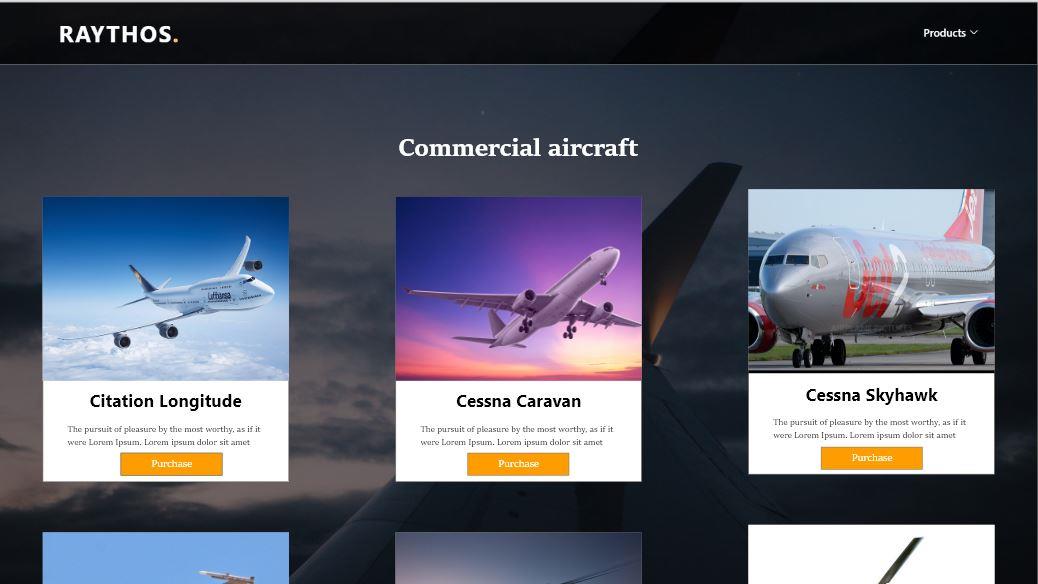 RAYTHOS.
Products
Commercial aircraft
Lufthansa
Jet2
Citation Longitude
The pursuit of pleasure by the most worthy, as if it
were Lorem Ipsum. Lorem ipsum dolor sit amet
Purchase
Cessna Caravan
The pursuit of pleasure by the most worthy, as if it
were Lorem Ipsum. Lorem ipsum dolor sit amet
Purchase
Cessna Skyhawk
The pursuit of pleasure by the most worthy, as if it
were Lorem Ipsum. Lorem ipsum dolor sit amet
Purchase